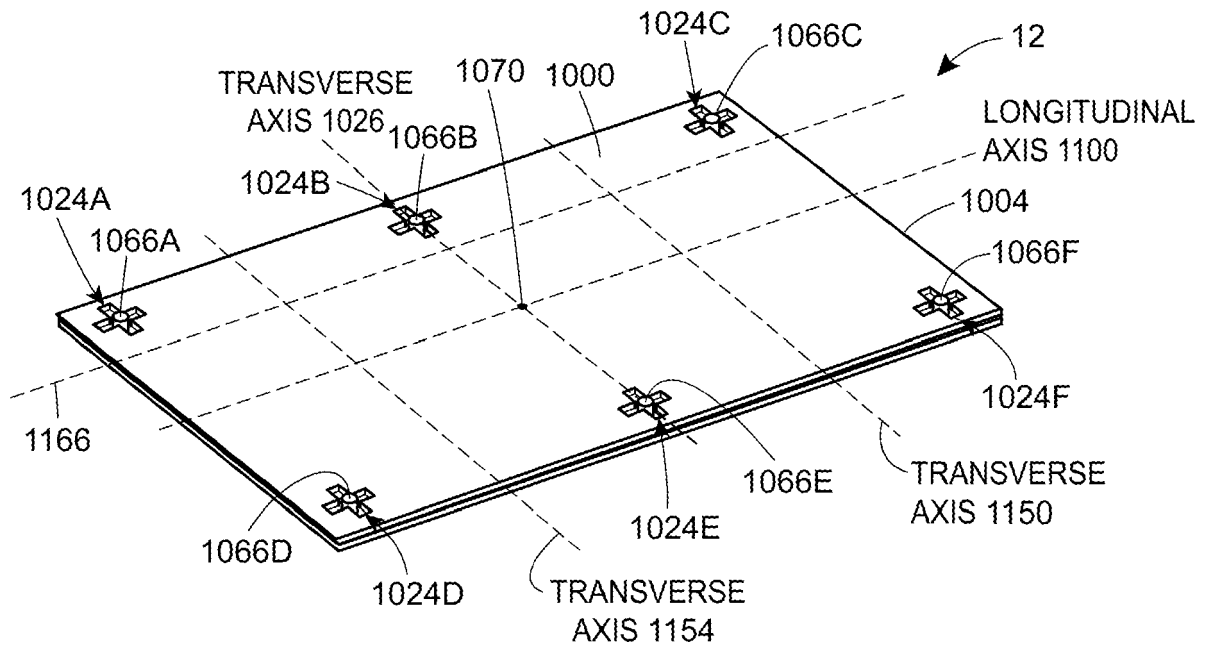 1024C
1066C
12
TRANSVERSE
AXIS 1026
1070
1000
LONGITUDINAL
AXIS 1100
1066B
1024B
1024A
1066A
1004
1066F
1166
1024F
1066E
TRANSVERSE
AXIS 1150
1024E
1066D
1024D
TRANSVERSE
AXIS 1154